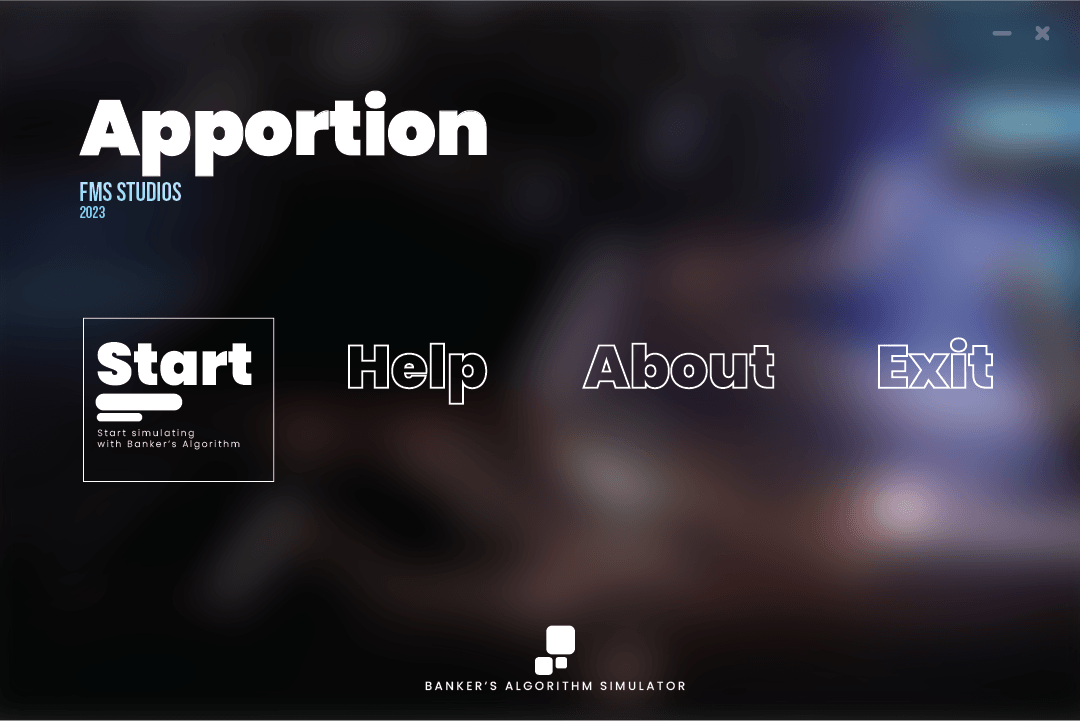 Apportion
FMS STUDIOS
2023
Start
Start simulating
with Banker's Algorithm
Help
About
Exit
BANKER'S ALGORITHM SIMULATOR